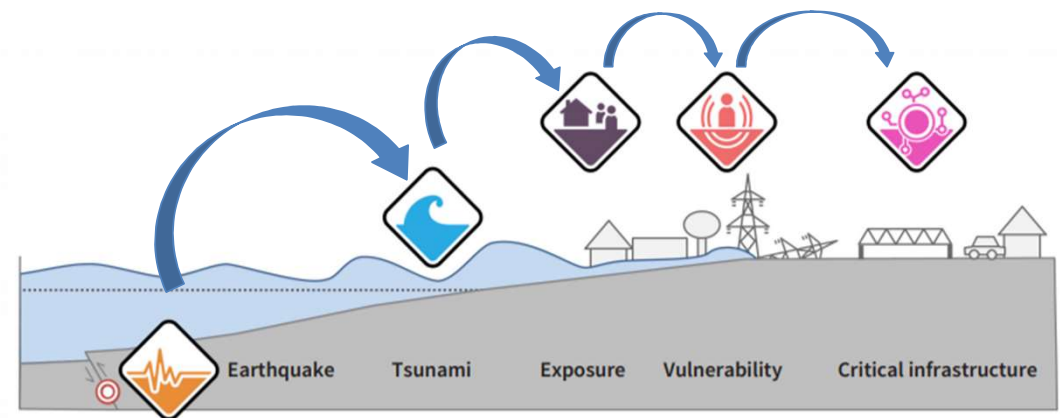 Earthquake
Tsunami
Exposure
Vulnerability
Critical infrastructure